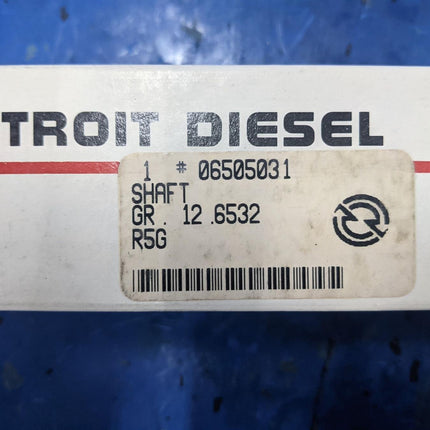 TROIT DIESEL
1 # 06505031
SHAFT
GR. 12.6532
R5G